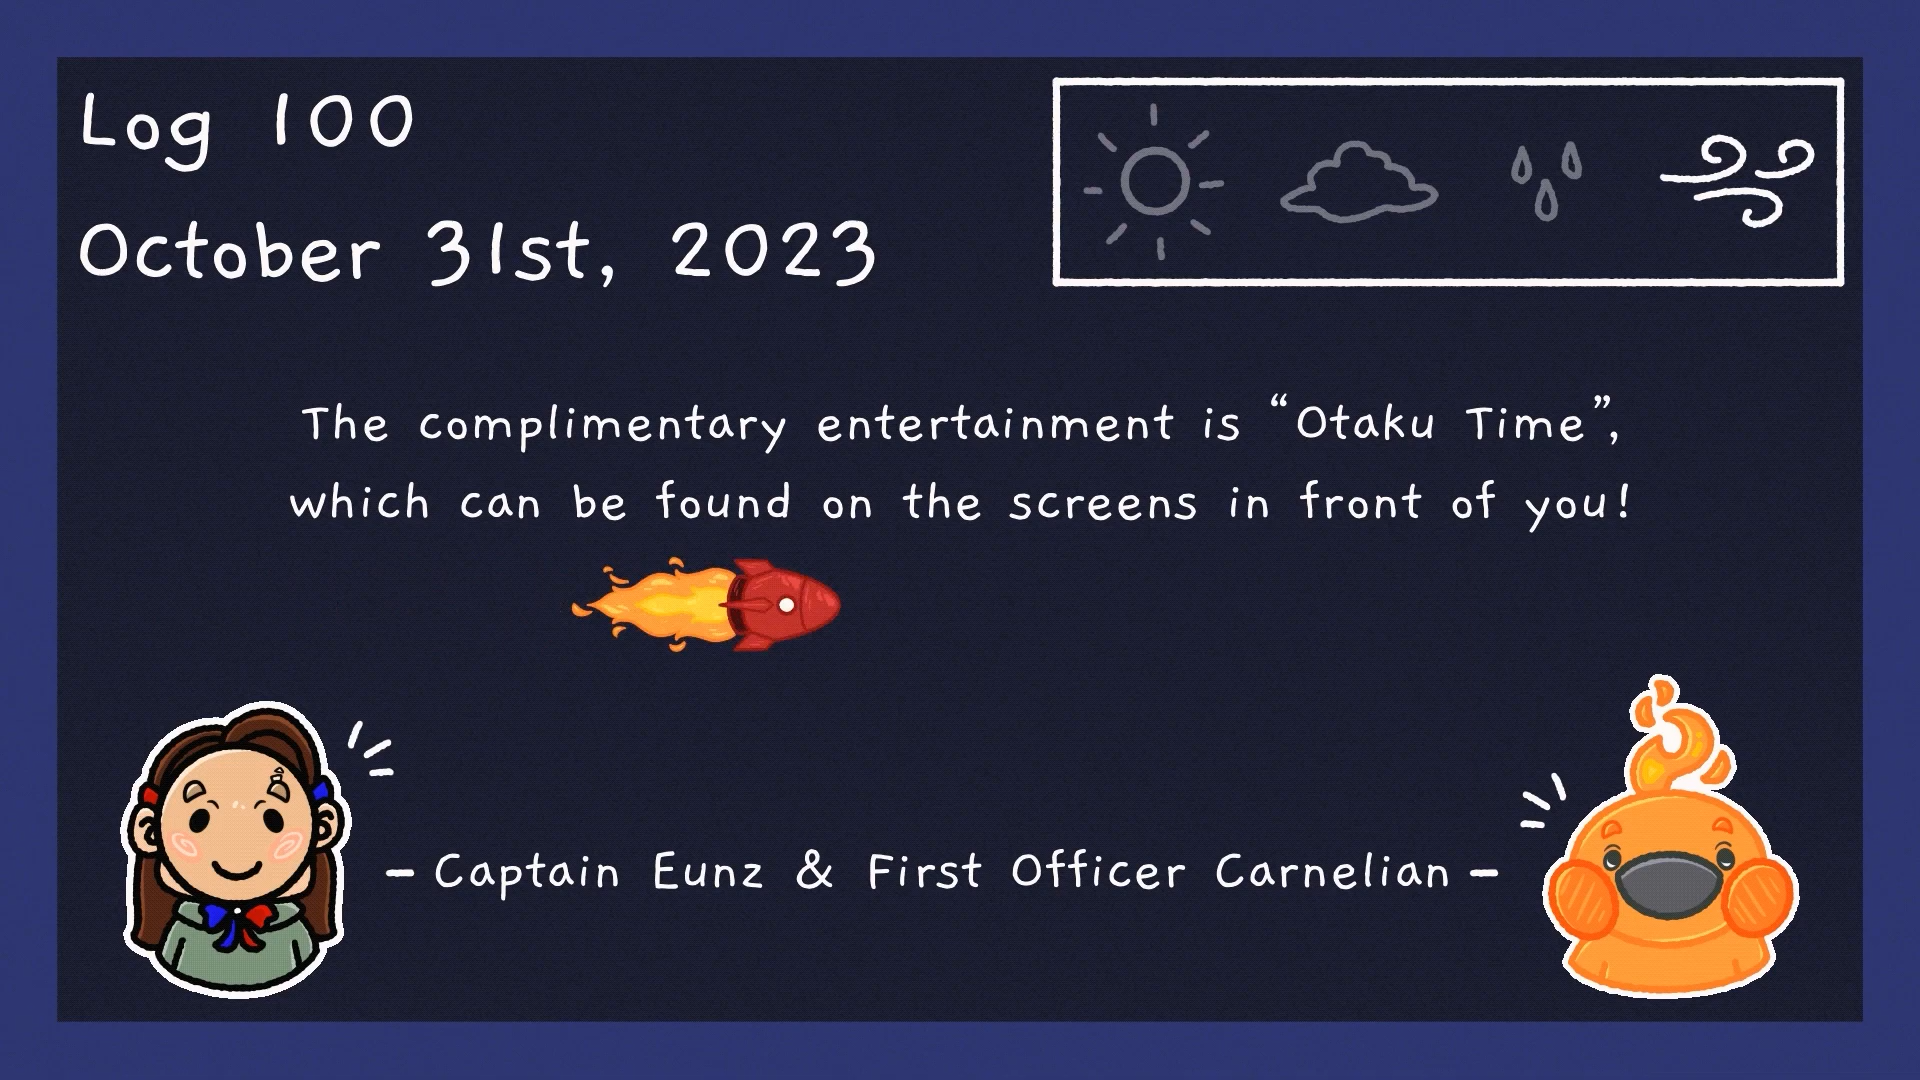 Log 100
October 31st, 2023
The complimentary entertainment is “Otaku Time”,
which can be found on the screens in front of you!
- Captain Eunz & First Officer Carnelian -